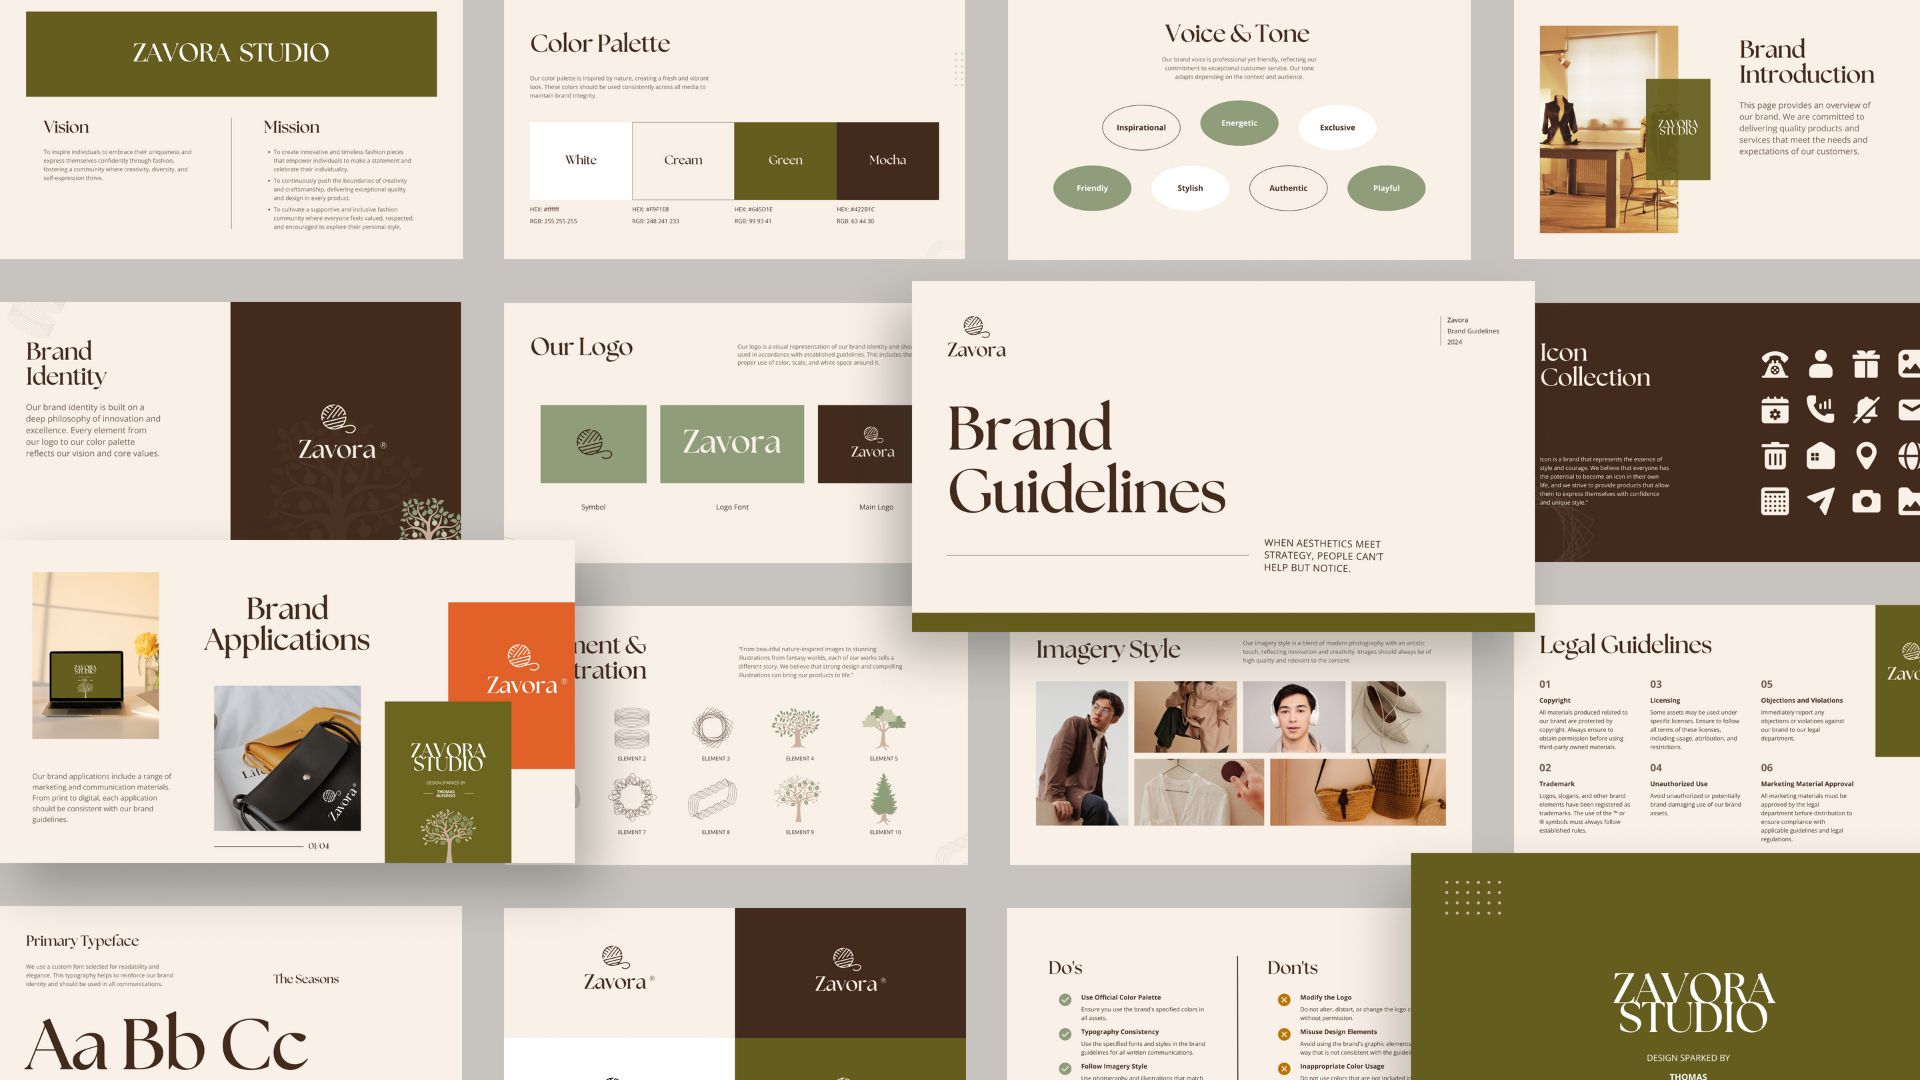 ZAVORA STUDIO
Vision
To inspire individuals to embrace their uniqueness and
express themselves confidently through fashion,
fostering a community where creativity, diversity, and
self-expression thrive.
Mission
• To create innovative and timeless fashion pieces
that empower individuals to make a statement and
celebrate their individuality.
• To continuously push the boundaries of creativity
and craftsmanship, delivering exceptional quality
and design in every product.
• To cultivate a supportive and inclusive fashion
community where everyone feels valued, respected,
and encouraged to explore their personal style.
Color Palette
Our color palette is inspired by nature, creating a fresh and vibrant
look. These colors should be used consistently across all media to
maintain brand integrity.
White
Cream
Green
Mocha
HEX: #ffffff
RGB: 255 255 255
HEX: #F9F1E8
RGB: 248 241 233
HEX: #645D1E
RGB: 99 93 41
HEX: #422B1C
RGB: 63 44 30
Voice & Tone
Our brand voice is professional yet friendly, reflecting our
commitment to exceptional customer service. Our tone
adapts depending on the context and audience.
Inspirational
Energetic
Exclusive
Friendly
Stylish
Authentic
Playful
ZAVORA
STUDIO
Brand
Introduction
This page provides an overview of
our brand. We are committed to
delivering quality products and
services that meet the needs and
expectations of our customers.
Brand
Identity
Our brand identity is built on a
deep philosophy of innovation and
excellence. Every element from
our logo to our color palette
reflects our vision and core values.
Zavora ®
Our Logo
Our logo is a visual representation of our brand identity and
used in accordance with established guidelines. This includes the
proper use of color, scale, and white space around it.
Zavora
Zavora
Symbol
Logo Font
Main Logo
Zavora
Zavora
Brand Guidelines
2024
Brand
Guidelines
WHEN AESTHETICS MEET
STRATEGY, PEOPLE CAN'T
HELP BUT NOTICE.
Icon
Collection
Icon is a brand that represents the essence of
style and courage. We believe that everyone has
the potential to become an icon in their own
life, and we strive to provide products that allow
them to express themselves with confidence
and unique style."
Brand
Applications
ZAVORA
STUDIO
Zavora ®
Zavora
ZAVORA
STUDIO
DESIGN SPARKED BY
THOMAS
ALFONSO
Our brand applications include a range of
marketing and communication materials.
From print to digital, each application
should be consistent with our brand
guidelines.
01/04
ment &
tration
"From beautiful nature-inspired images to stunning
illustrations from fantasy worlds, each of our works tells a
different story. We believe that strong design and compelling
illustrations can bring our products to life."
ELEMENT 2
ELEMENT 3
ELEMENT 4
ELEMENT 5
ELEMENT 7
ELEMENT 8
ELEMENT 9
ELEMENT 10
Imagery Style
Our imagery style is a blend of modern photography with an artistic
touch, reflecting innovation and creativity. Images should always be of
high quality and relevant to the content.
Legal Guidelines
01
Copyright
All materials produced related to
our brand are protected by
copyright. Always ensure to
obtain permission before using
third-party owned materials.
02
Trademark
Logos, slogans, and other brand
elements have been registered as
trademarks. The use of the ™ or
® symbols must always follow
established rules.
03
Licensing
Some assets may be used under
specific licenses. Ensure to follow
all terms of these licenses,
including usage, attribution, and
restrictions.
04
Unauthorized Use
Avoid unauthorized or potentially
brand-damaging use of our brand
assets.
05
Objections and Violations
Immediately report any
objections or violations against
our brand to our legal
department.
06
Marketing Material Approval
All marketing materials must be
approved by the legal
department before distribution to
ensure compliance with
applicable guidelines and legal
regulations.
Primary Typeface
We use a custom font selected for readability and
elegance. This typography helps to reinforce our brand
identity and should be used in all communications.
The Seasons
Aa Bb Cc
Zavora ®
Zavora ®
Do's
Use Official Color Palette
Ensure you use the brand's specified colors in
all assets.
Typography Consistency
Use the specified fonts and styles in the brand
guidelines for all written communications.
Follow Imagery Style
Use photography and illustrations that match
Don'ts
Modify the Logo
Do not alter, distort, or change the logo
without permission.
Misuse Design Elements
Avoid using the brand's graphic elements
way that is not consistent with the
Inappropriate Color Usage
Do not use colors that are not included
ZAVORA
STUDIO
DESIGN SPARKED BY
THOMAS